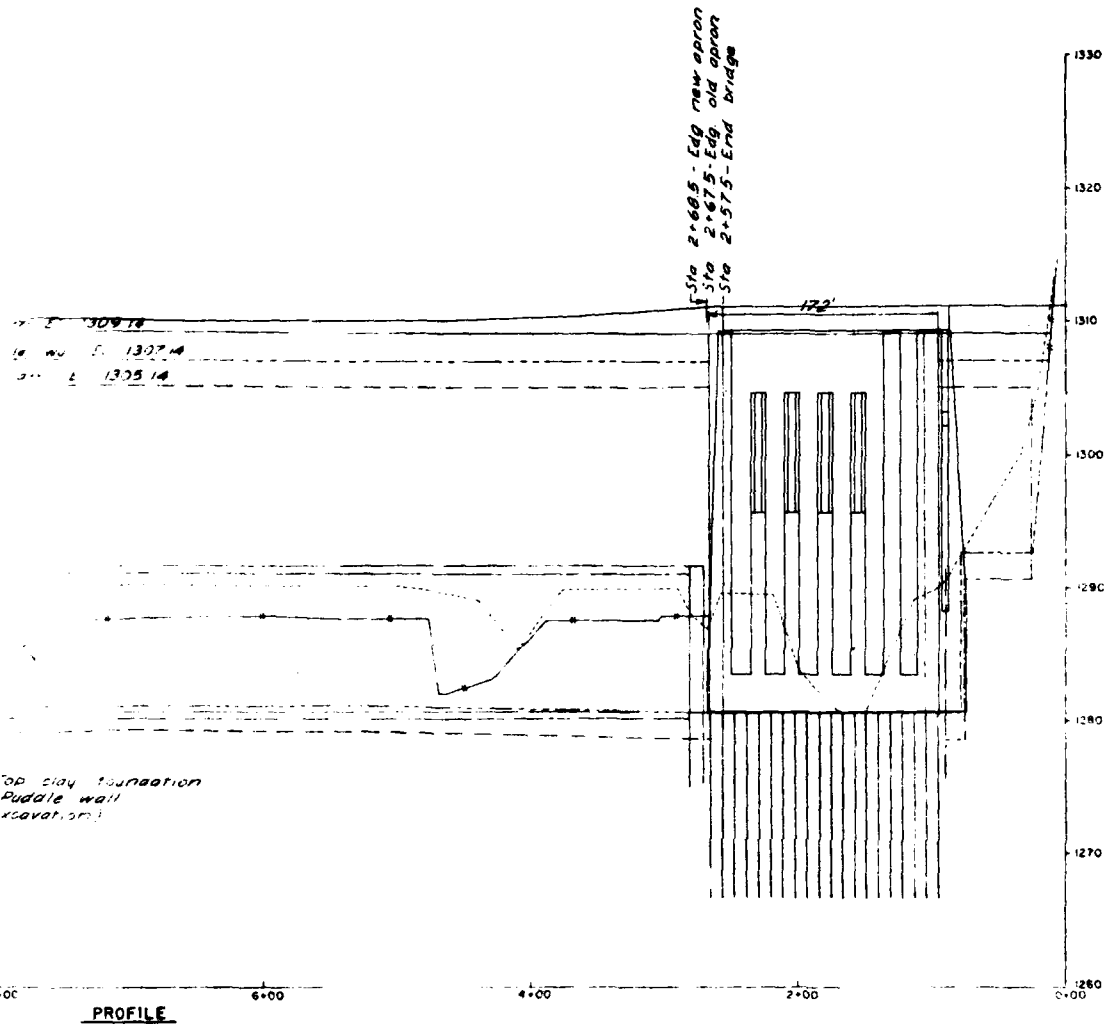 Sta 2+68.5 - Edg new apron
Sta 2+67.5 - Edg. old apron
Sta 2+57.5 - End bridge
1330
1320
172'
1310
1309.14
1307.14
1305.14
1300
1290
1280
Top clay foundation
Puddle wall
excavation)
1270
1260
6+00
4+00
2+00
0+00
PROFILE